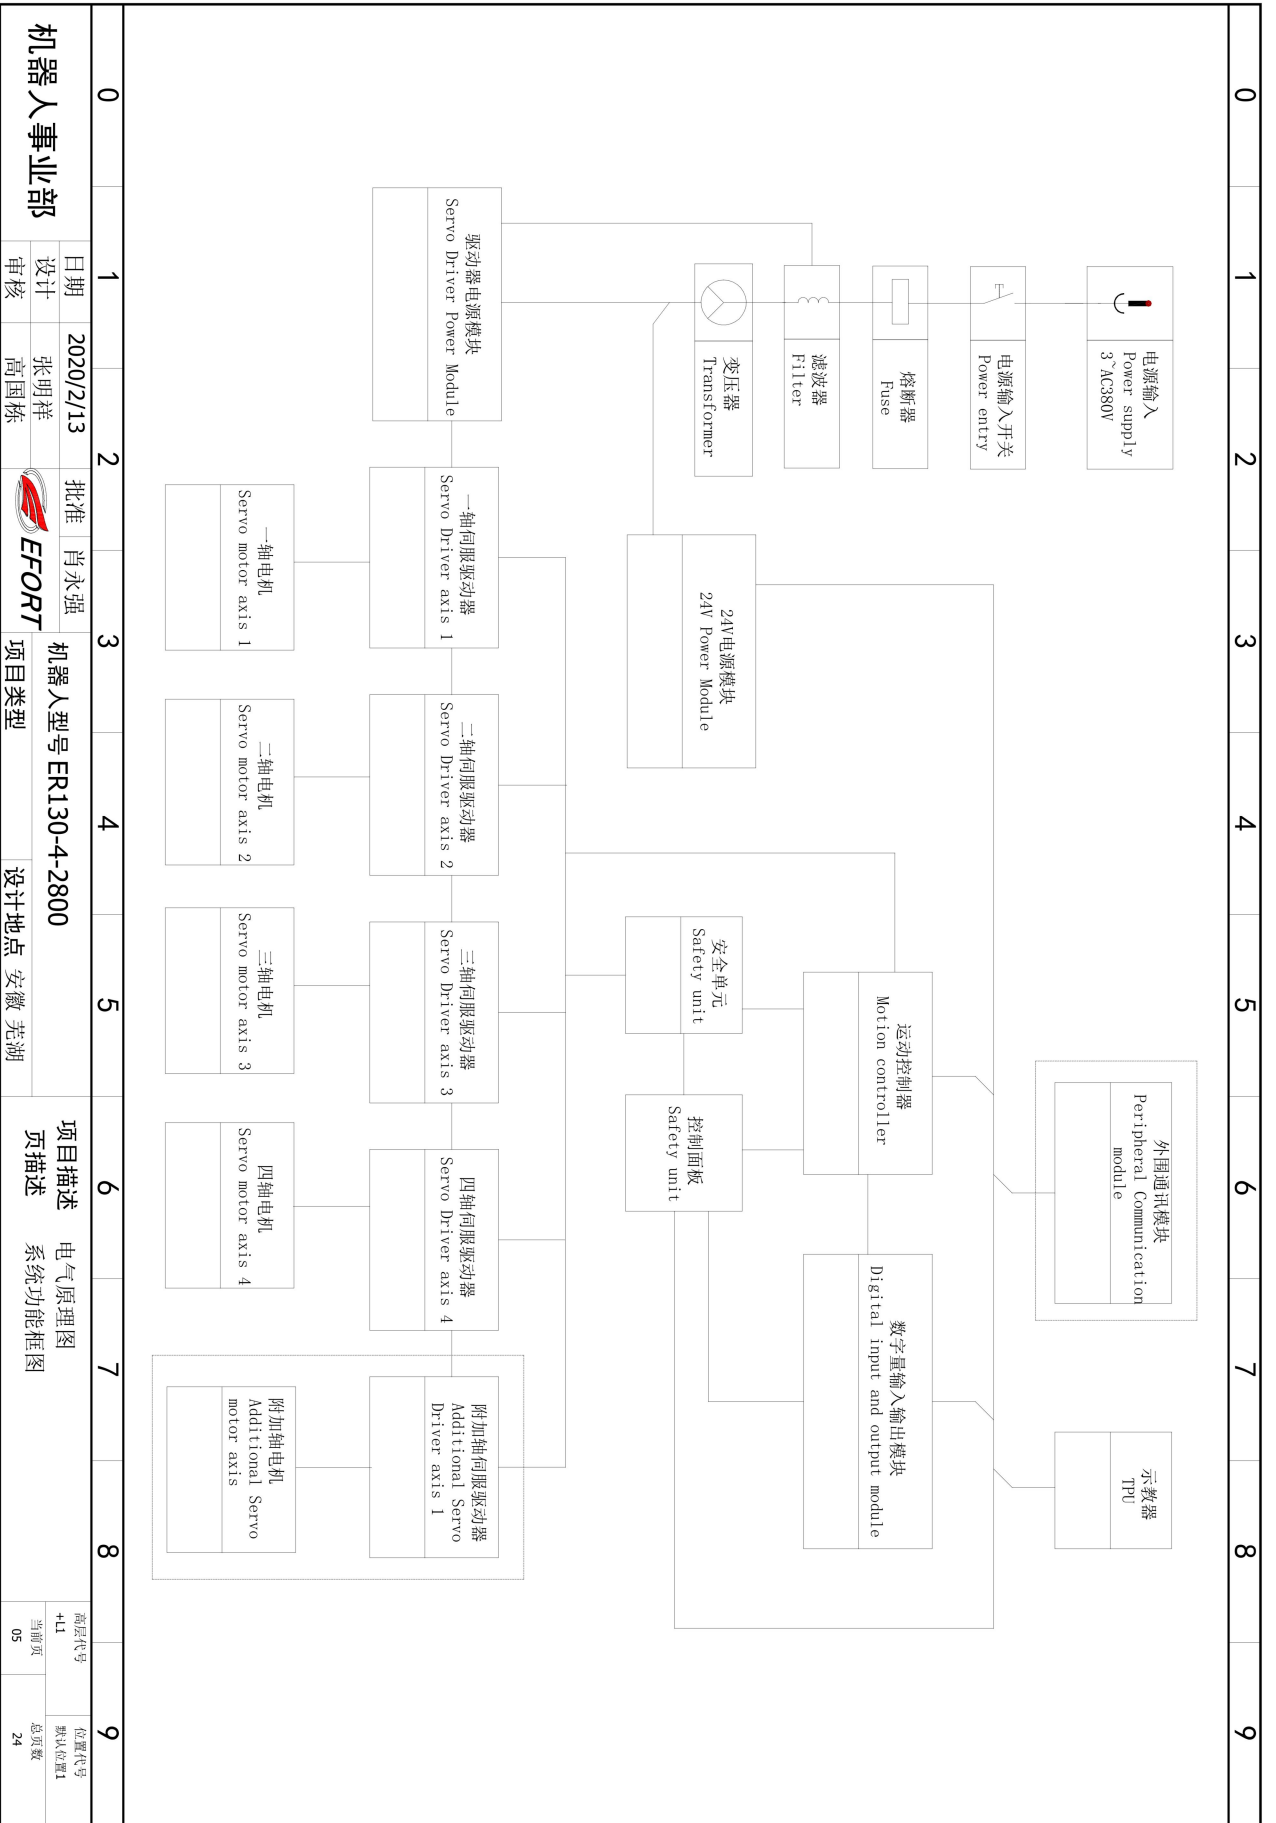 0
1
2
3
4
5
6
7
8
9
电源输入
Power supply
3~AC380V
电源输入开关
Power entry
熔断器
Fuse
滤波器
Filter
变压器
Transformer
驱动器电源模块
Servo Driver Power Module
24V电源模块
24V Power Module
外围通讯模块
Peripheral Communication
module
示教器
TPU
运动控制器
Motion controller
数字量输入输出模块
Digital input and output module
安全单元
Safety unit
控制面板
Safety unit
一轴伺服驱动器
Servo Driver axis 1
二轴伺服驱动器
Servo Driver axis 2
三轴伺服驱动器
Servo Driver axis 3
四轴伺服驱动器
Servo Driver axis 4
附加轴伺服驱动器
Additional Servo
Driver axis 1
一轴电机
Servo motor axis 1
二轴电机
Servo motor axis 2
三轴电机
Servo motor axis 3
四轴电机
Servo motor axis 4
附加轴电机
Additional Servo
motor axis
0
1
2
3
4
5
6
7
8
9
机器人事业部
日期 2020/2/13
设计 张明祥
审核 高国栋
批准 肖永强
EFORT
机器人型号 ER130-4-2800
项目类型
设计地点 安徽 芜湖
项目描述 电气原理图
页描述 系统功能框图
高层代号
+L1
位置代号
默认位置1
当前页
05
总页数
24